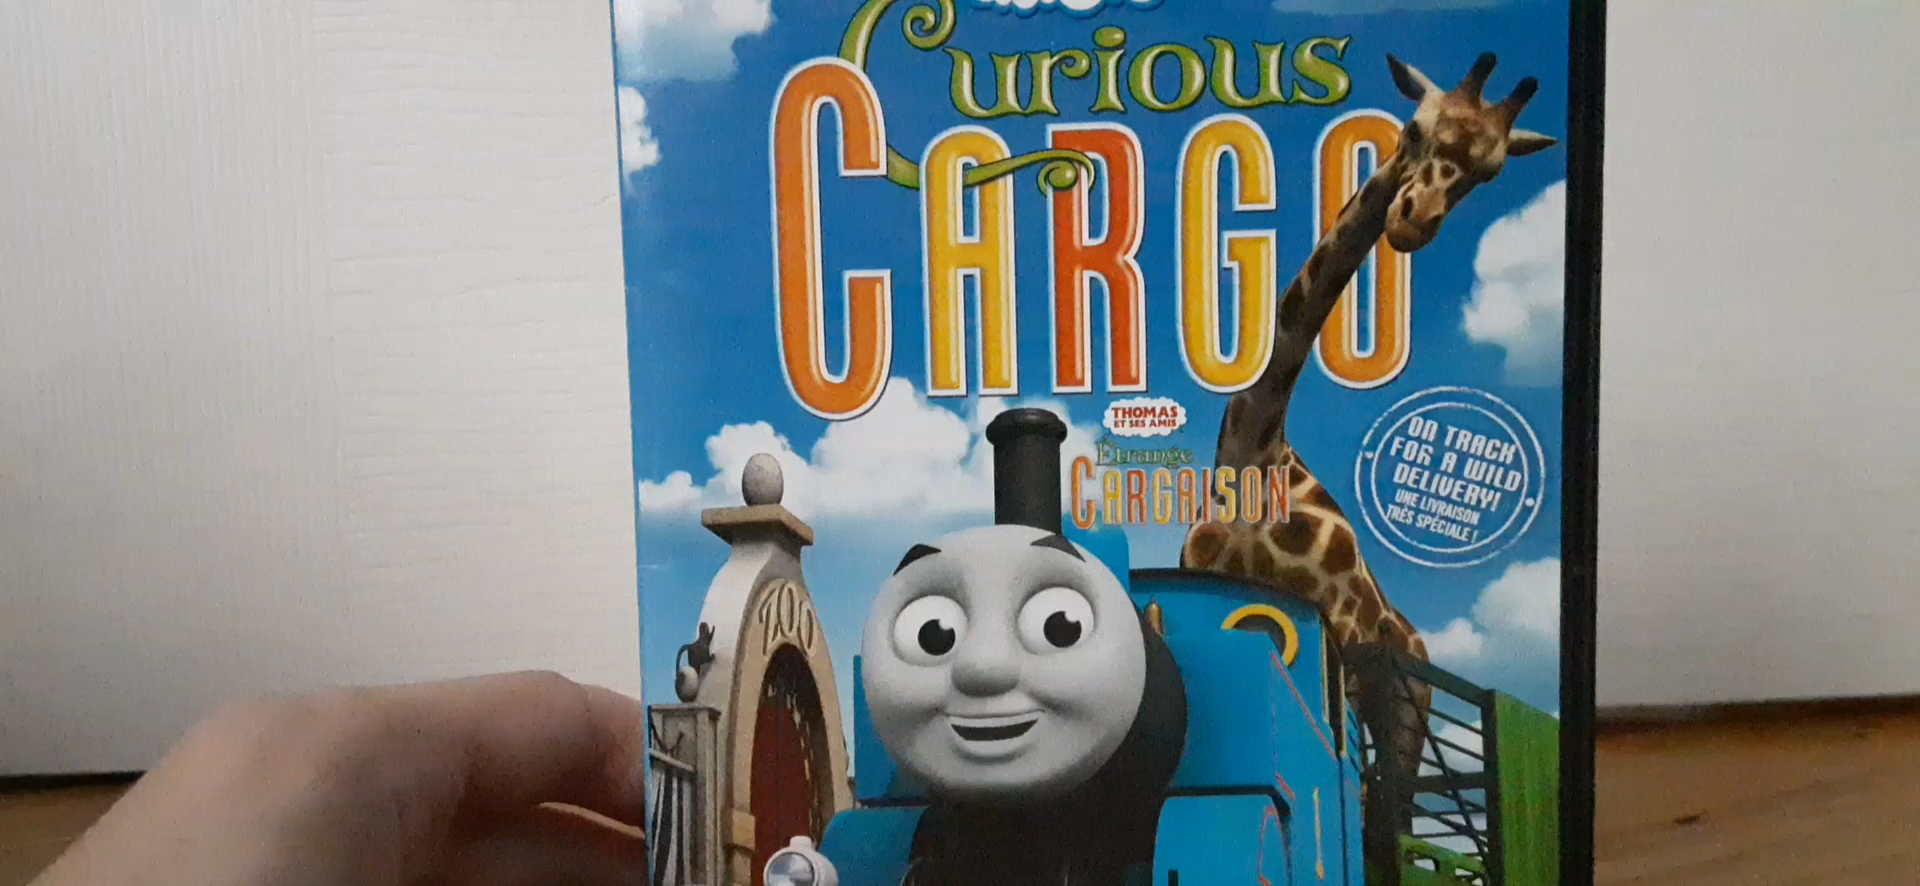 Curious
CARGO
THOMAS
ET SES AMIS
Étrange
CARGAISON
ON TRACK
FOR A WILD
DELIVERY!
UNE LIVRAISON
TRÈS SPÉCIALE !
ZOO